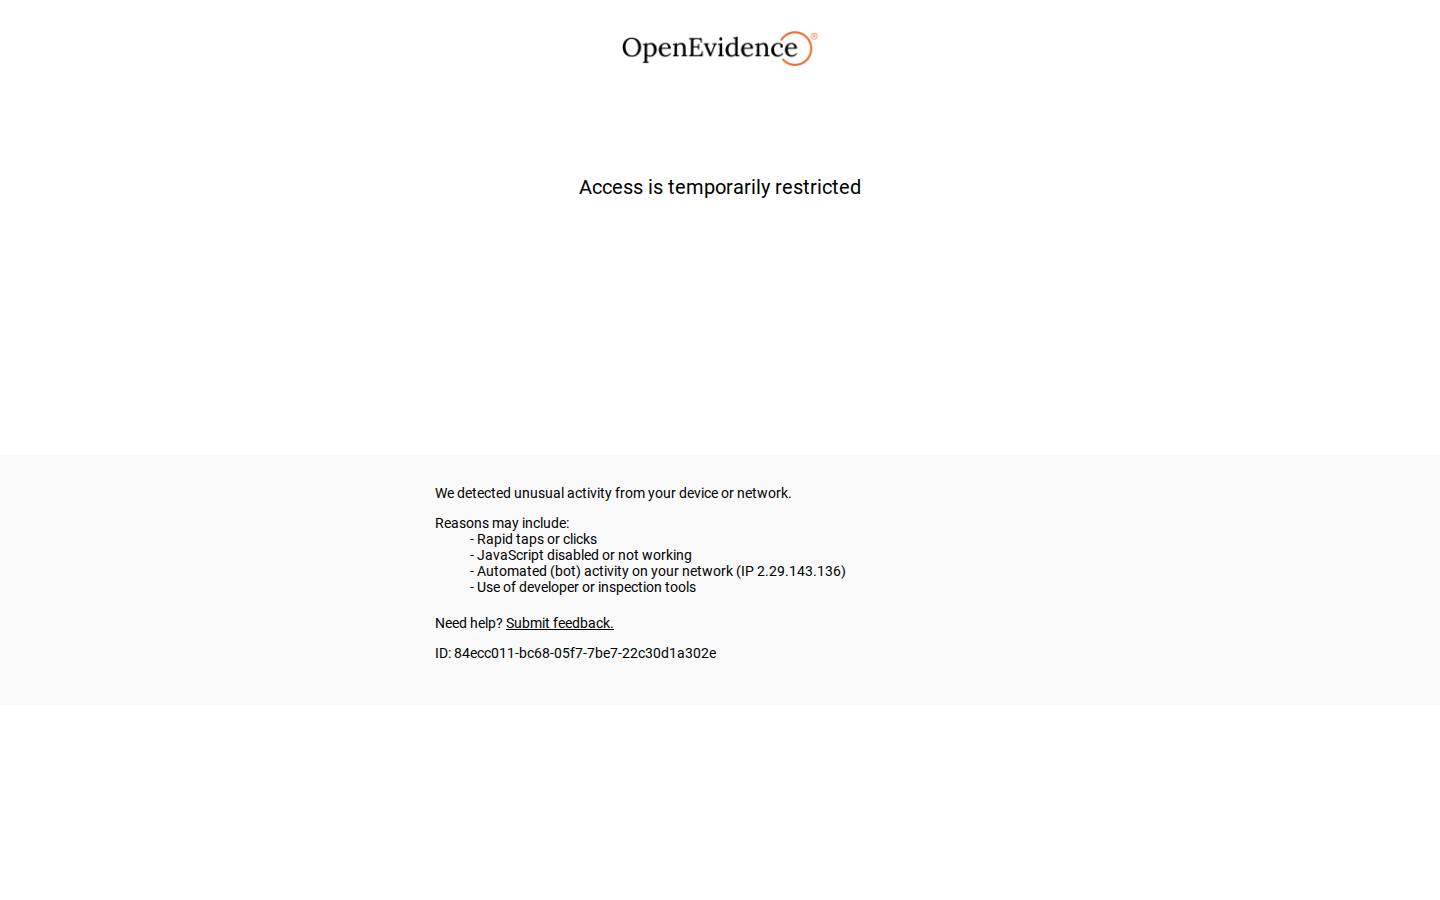 OpenEvidence®
Access is temporarily restricted
We detected unusual activity from your device or network.
Reasons may include:
- Rapid taps or clicks
- JavaScript disabled or not working
- Automated (bot) activity on your network (IP 2.29.143.136)
- Use of developer or inspection tools
Need help? Submit feedback.
ID: 84ecc011-bc68-05f7-7be7-22c30d1a302e